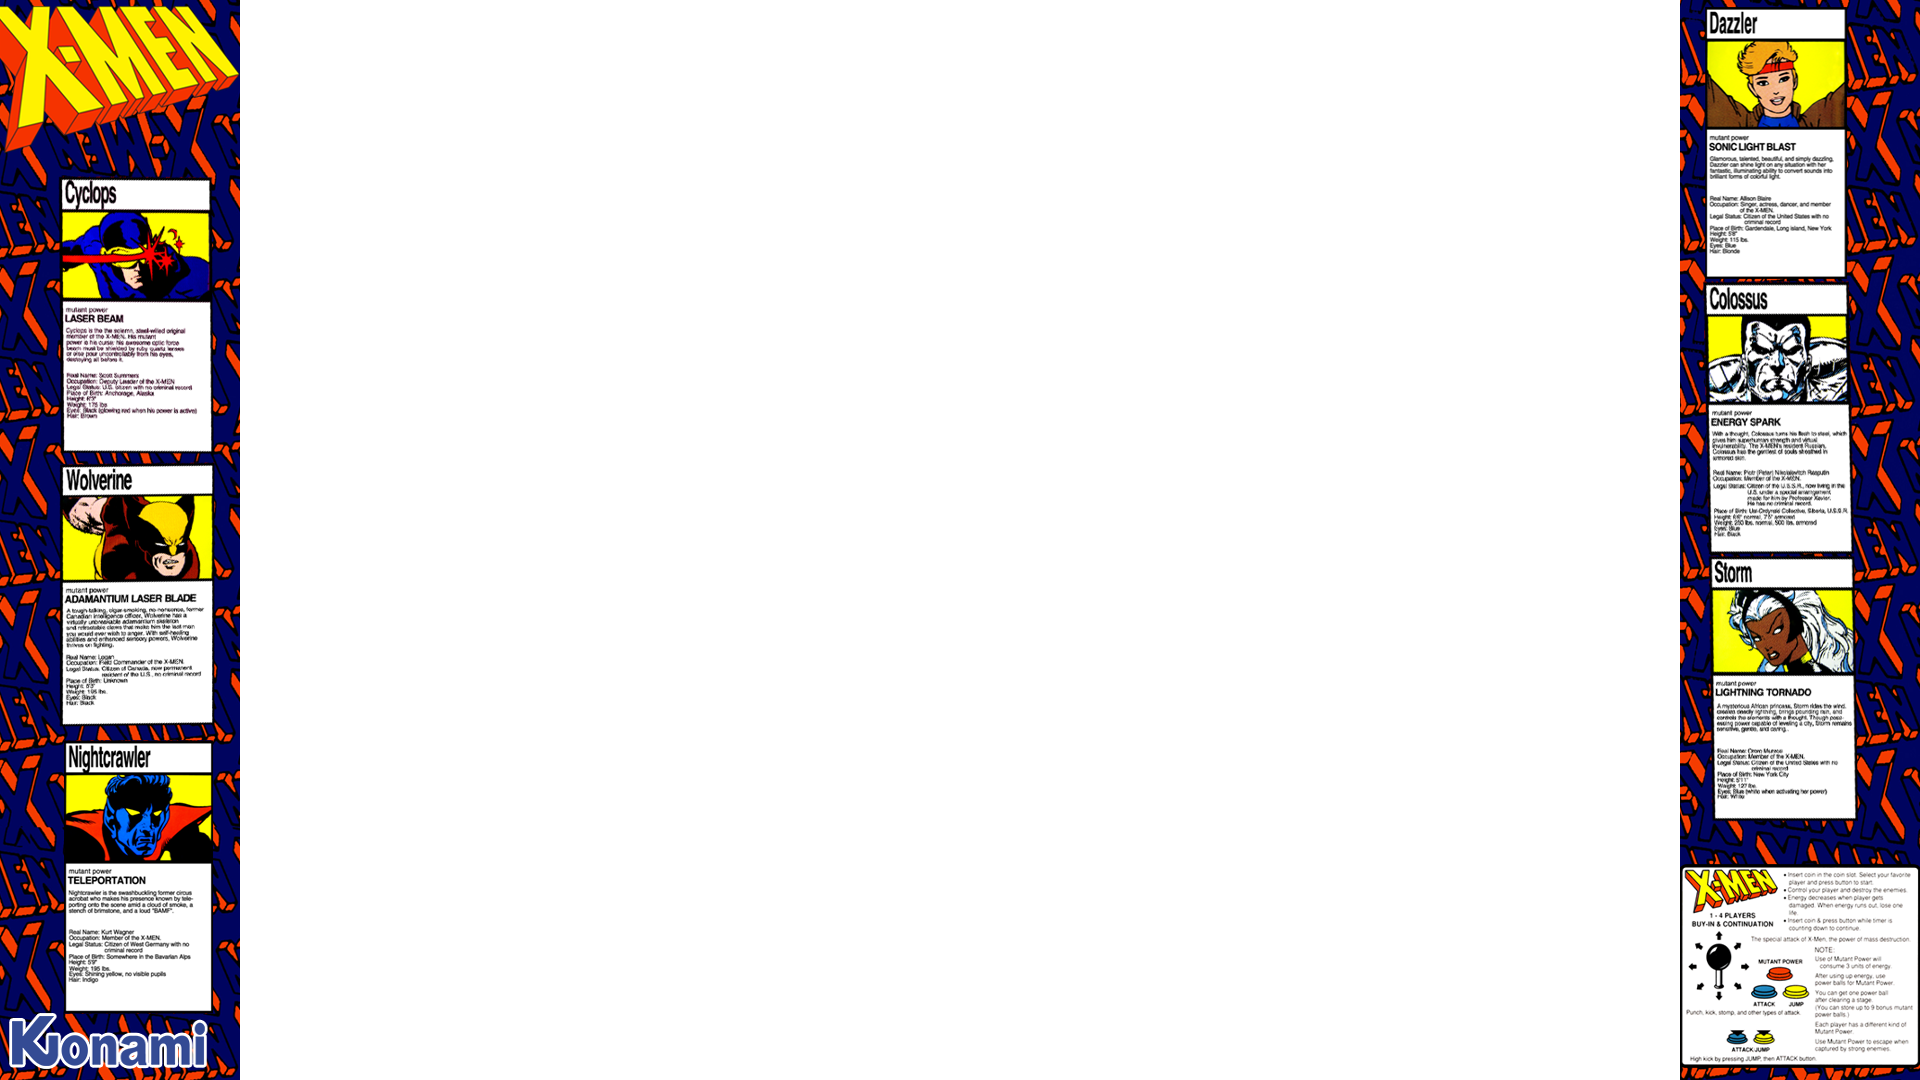 X-MEN
Cyclops
mutant power
LASER BEAM
Cyclops is the the solemn, steel-willed original
member of the X-MEN. His mutant
power is his curse: his awesome optic force
beam must be shielded by ruby quartz lenses
or else pour uncontrollably from his eyes,
destroying all before it.
Real Name: Scott Summers
Occupation: Deputy Leader of the X-MEN
Legal Status: U.S. citizen with no criminal record
Place of Birth: Anchorage, Alaska
Height: 6'3"
Weight: 175 lbs
Eyes: Black (glowing red when his power is active)
Hair: Brown
Wolverine
mutant power
ADAMANTIUM LASER BLADE
A tough-talking, cigar-smoking, no-nonsense, former
Canadian intelligence officer, Wolverine has a
virtually unbreakable adamantium skeleton
and retractable claws that make him the last man
you would ever wish to anger. With self-healing
abilities and enhanced sensory powers, Wolverine
thrives on fighting.
Real Name: Logan
Occupation: Field Commander of the X-MEN.
Legal Status: Citizen of Canada, now permanent
resident of the U.S., no criminal record
Place of Birth: Unknown
Height: 5'3"
Weight: 195 lbs.
Eyes: Black
Hair: Black
Nightcrawler
mutant power
TELEPORTATION
Nightcrawler is the swashbuckling former circus
acrobat who makes his presence known by tele-
porting onto the scene amid a cloud of smoke, a
stench of brimstone, and a loud "BAMF".
Real Name: Kurt Wagner
Occupation: Member of the X-MEN.
Legal Status: Citizen of West Germany with no
criminal record
Place of Birth: Somewhere in the Bavarian Alps
Height: 5'9"
Weight: 195 lbs.
Eyes: Shining yellow, no visible pupils
Hair: Indigo
Konami
Dazzler
mutant power
SONIC LIGHT BLAST
Glamorous, talented, beautiful, and simply dazzling,
Dazzler can shine light on any situation with her
fantastic, illuminating ability to convert sounds into
brilliant forms of colorful light.
Real Name: Allison Blaire
Occupation: Singer, actress, dancer, and member
of the X-MEN.
Legal Status: Citizen of the United States with no
criminal record
Place of Birth: Gardendale, Long Island, New York
Height: 5'8"
Weight: 115 lbs.
Eyes: Blue
Hair: Blonde
Colossus
mutant power
ENERGY SPARK
With a thought, Colossus turns his flesh to steel, which
gives him superhuman strength and virtual
invulnerability. The X-MEN's resident Russian,
Colossus has the gentlest of souls sheathed in
armored skin.
Real Name: Piotr (Peter) Nikolaievitch Rasputin
Occupation: Member of the X-MEN.
Legal Status: Citizen of the U.S.S.R., now living in the
U.S. under a special arrangement
made for him by Professor Xavier.
He has no criminal record.
Place of Birth: Ust-Ordynski Collective, Siberia, U.S.S.R.
Height: 6'6" normal, 7'5" armored
Weight: 250 lbs. normal, 500 lbs. armored
Eyes: Blue
Hair: Black
Storm
mutant power
LIGHTNING TORNADO
A mysterious African princess, Storm rides the wind,
creates deadly lightning, brings pounding rain, and
controls the elements with a thought. Though poss-
essing power capable of leveling a city, Storm remains
sensitive, gentle, and caring..
Real Name: Ororo Munroe
Occupation: Member of the X-MEN.
Legal Status: Citizen of the United States with no
criminal record
Place of Birth: New York City
Height: 5'11"
Weight: 127 lbs.
Eyes: Blue (white when activating her power)
Hair: White
X-MEN
1 - 4 PLAYERS
BUY-IN & CONTINUATION
• Insert coin in the coin slot. Select your favorite
player and press button to start.
• Control your player and destroy the enemies.
• Energy decreases when player gets
damaged. When energy runs out, lose one
life.
• Insert coin & press button while timer is
counting down to continue.
The special attack of X-Men, the power of mass destruction.
MUTANT POWER
ATTACK JUMP
Punch, kick, stomp, and other types of attack.
ATTACK/JUMP
High kick by pressing JUMP, then ATTACK button.
NOTE:
Use of Mutant Power will
consume 3 units of energy.
After using up energy, use
power balls for Mutant Power.
You can get one power ball
after clearing a stage.
(You can store up to 9 bonus mutant
power balls.)
Each player has a different kind of
Mutant Power.
Use Mutant Power to escape when
captured by strong enemies.